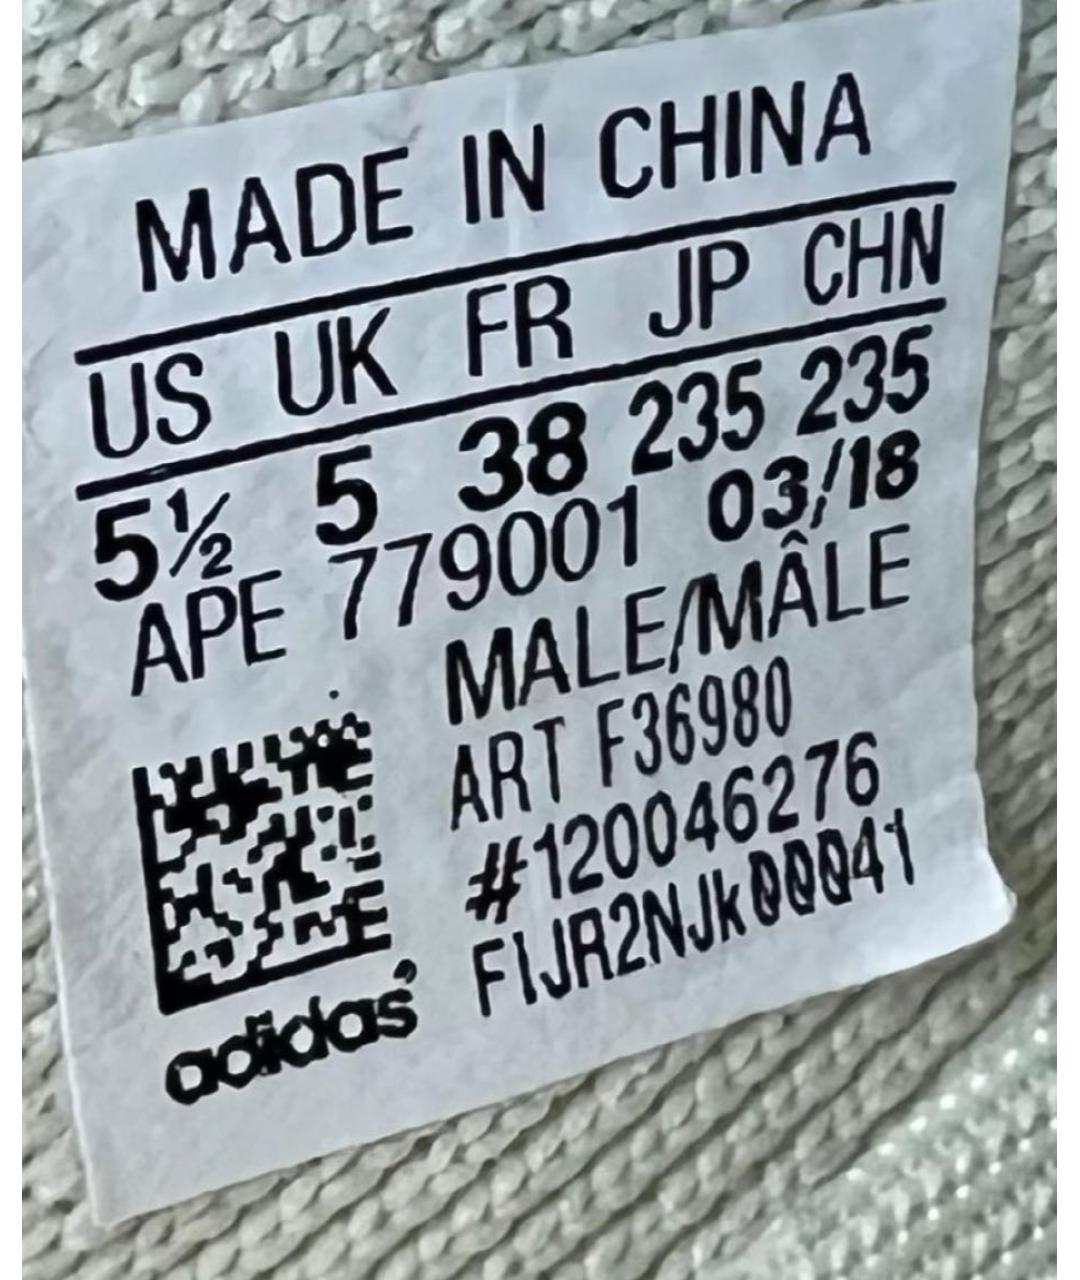 MADE IN CHINA
US UK FR JP CHN
5½ 5 38 235 235
APE 779001 03/18
MALE/MÂLE
ART F36980
#120046276
FIJR2NJk00041
adidas